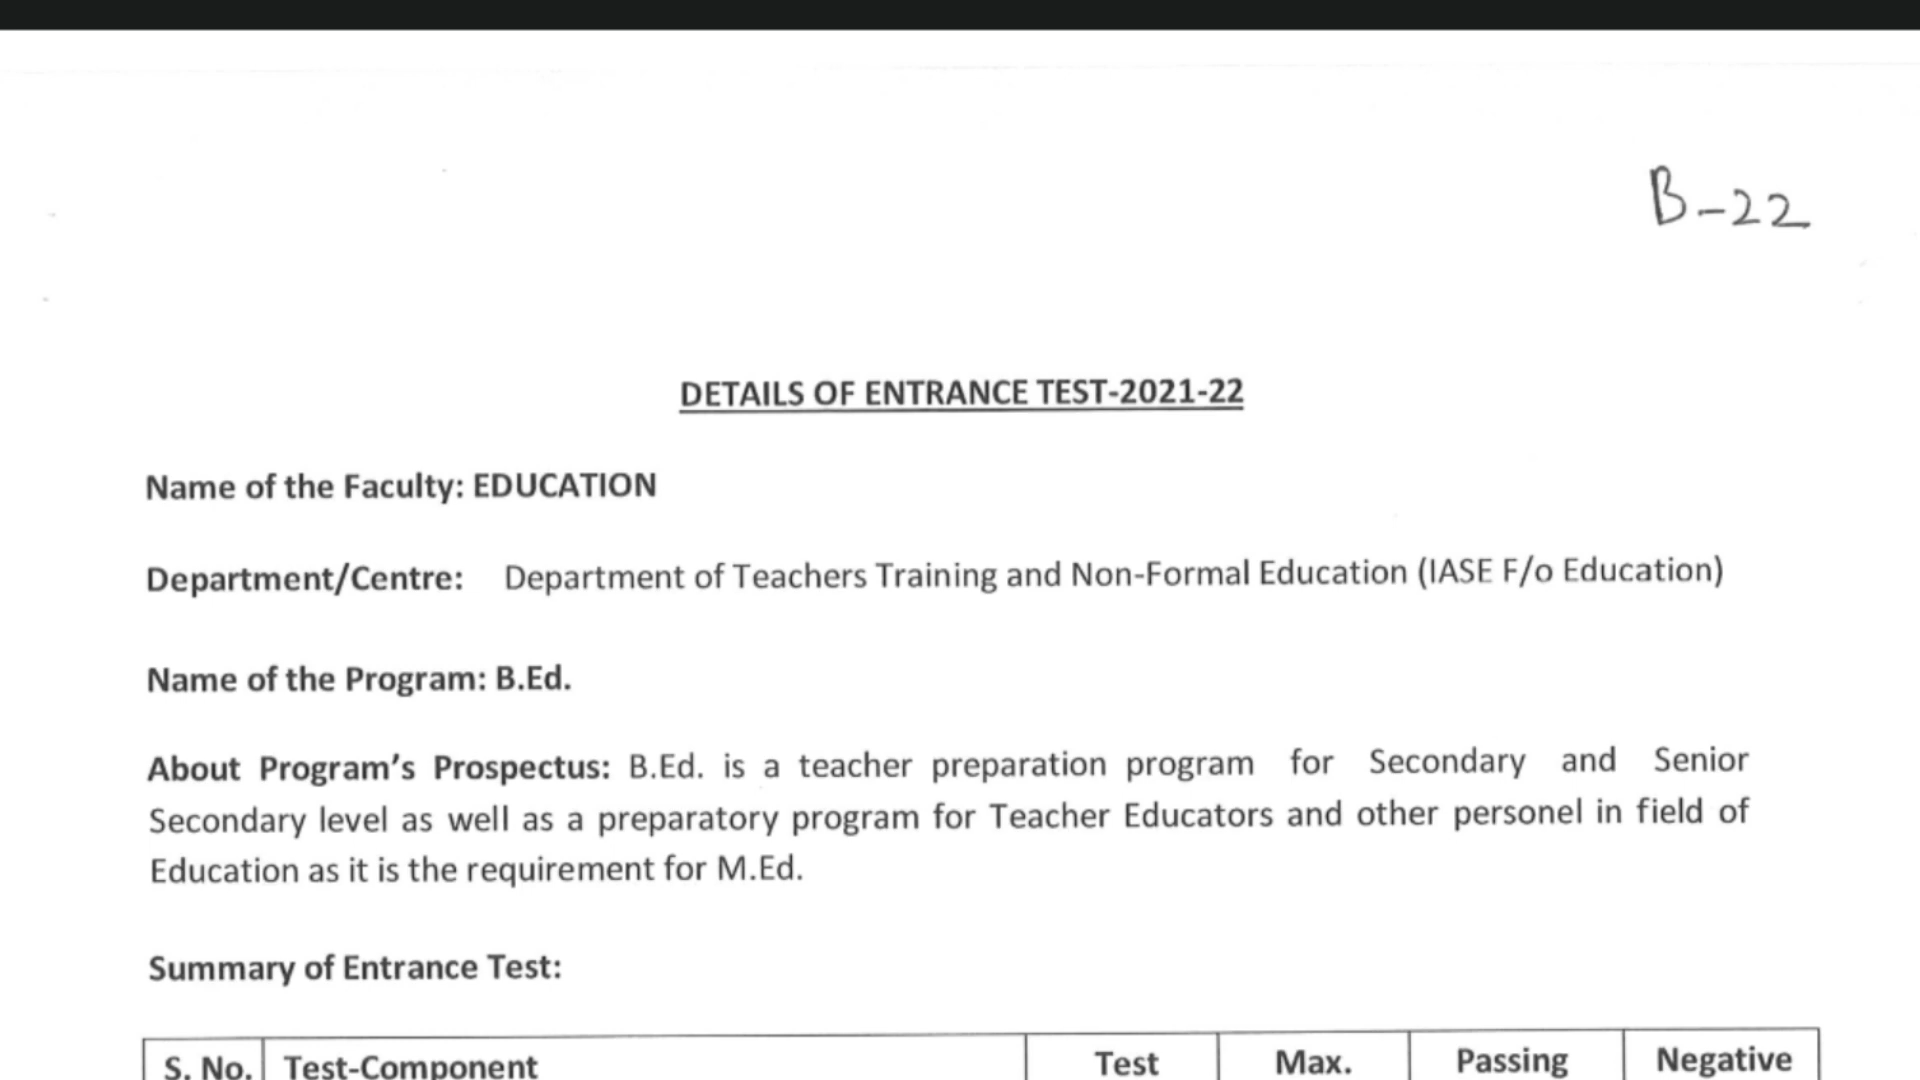 B-22
DETAILS OF ENTRANCE TEST-2021-22
Name of the Faculty: EDUCATION
Department/Centre: Department of Teachers Training and Non-Formal Education (IASE F/o Education)
Name of the Program: B.Ed.
About Program's Prospectus: B.Ed. is a teacher preparation program for Secondary and Senior
Secondary level as well as a preparatory program for Teacher Educators and other personel in field of
Education as it is the requirement for M.Ed.
Summary of Entrance Test:
S. No. Test-Component Test Max. Passing Negative